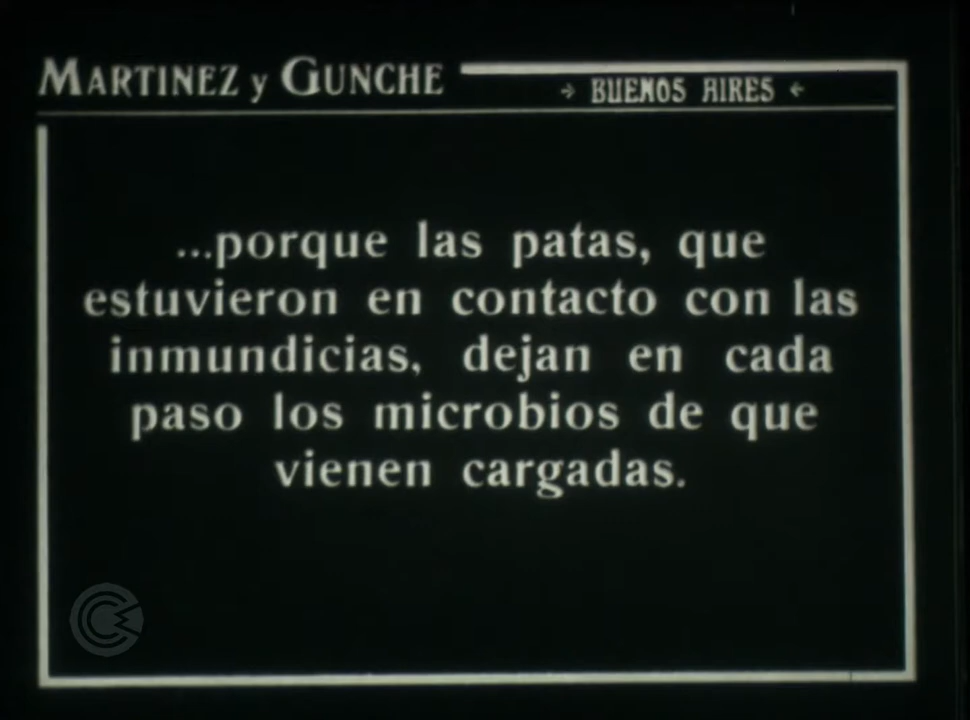 MARTINEZ y GUNCHE
→ BUENOS AIRES ←
...porque las patas, que
estuvieron en contacto con las
inmundicias, dejan en cada
paso los microbios de que
vienen cargadas.